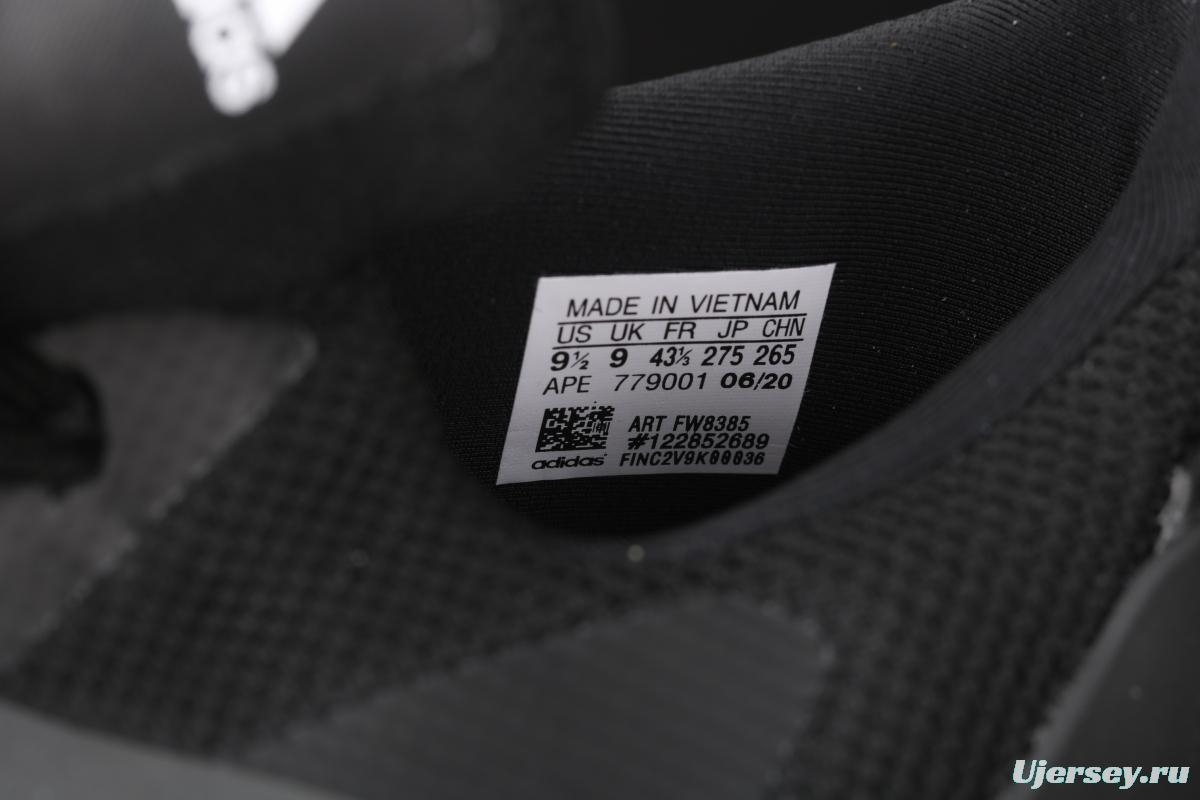 MADE IN VIETNAM
US UK FR JP CHN
9½ 9 43⅓ 275 265
APE 779001 06/20
ART FW8385
#122852689
adidas FINC2V9K00036
Ujersey.ru